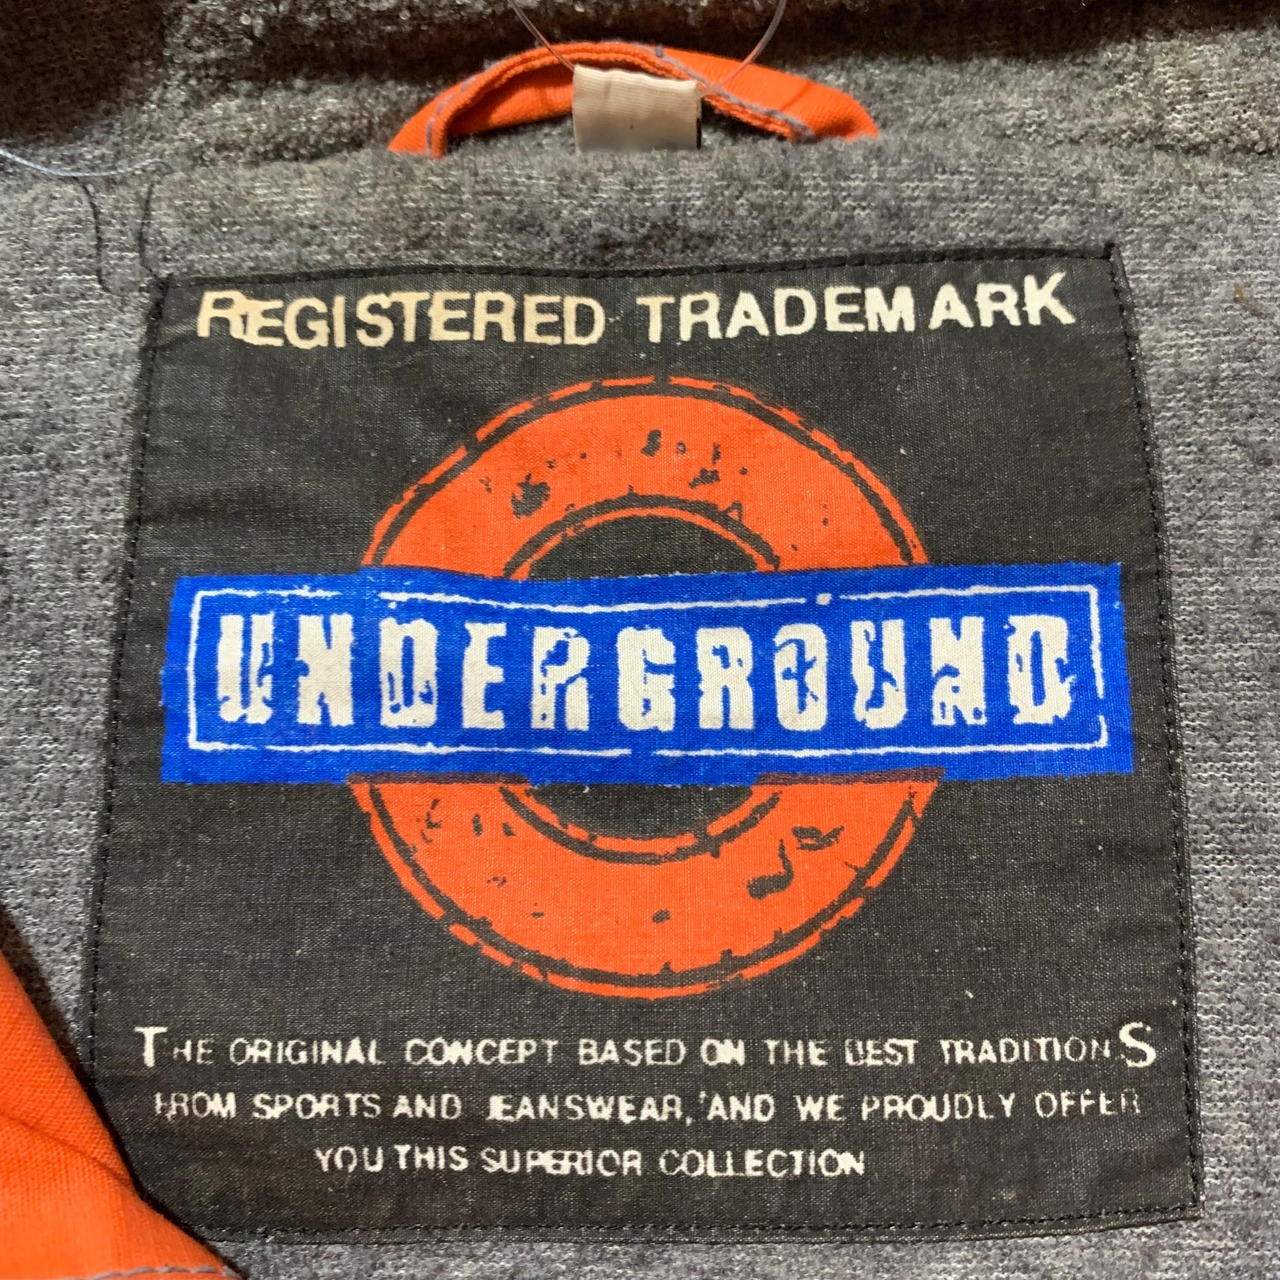 REGISTERED TRADEMARK
UNDERGROUND
THE ORIGINAL CONCEPT BASED ON THE BEST TRADITIONS
FROM SPORTS AND JEANSWEAR, 'AND WE PROUDLY OFFER
YOU THIS SUPERIOR COLLECTION